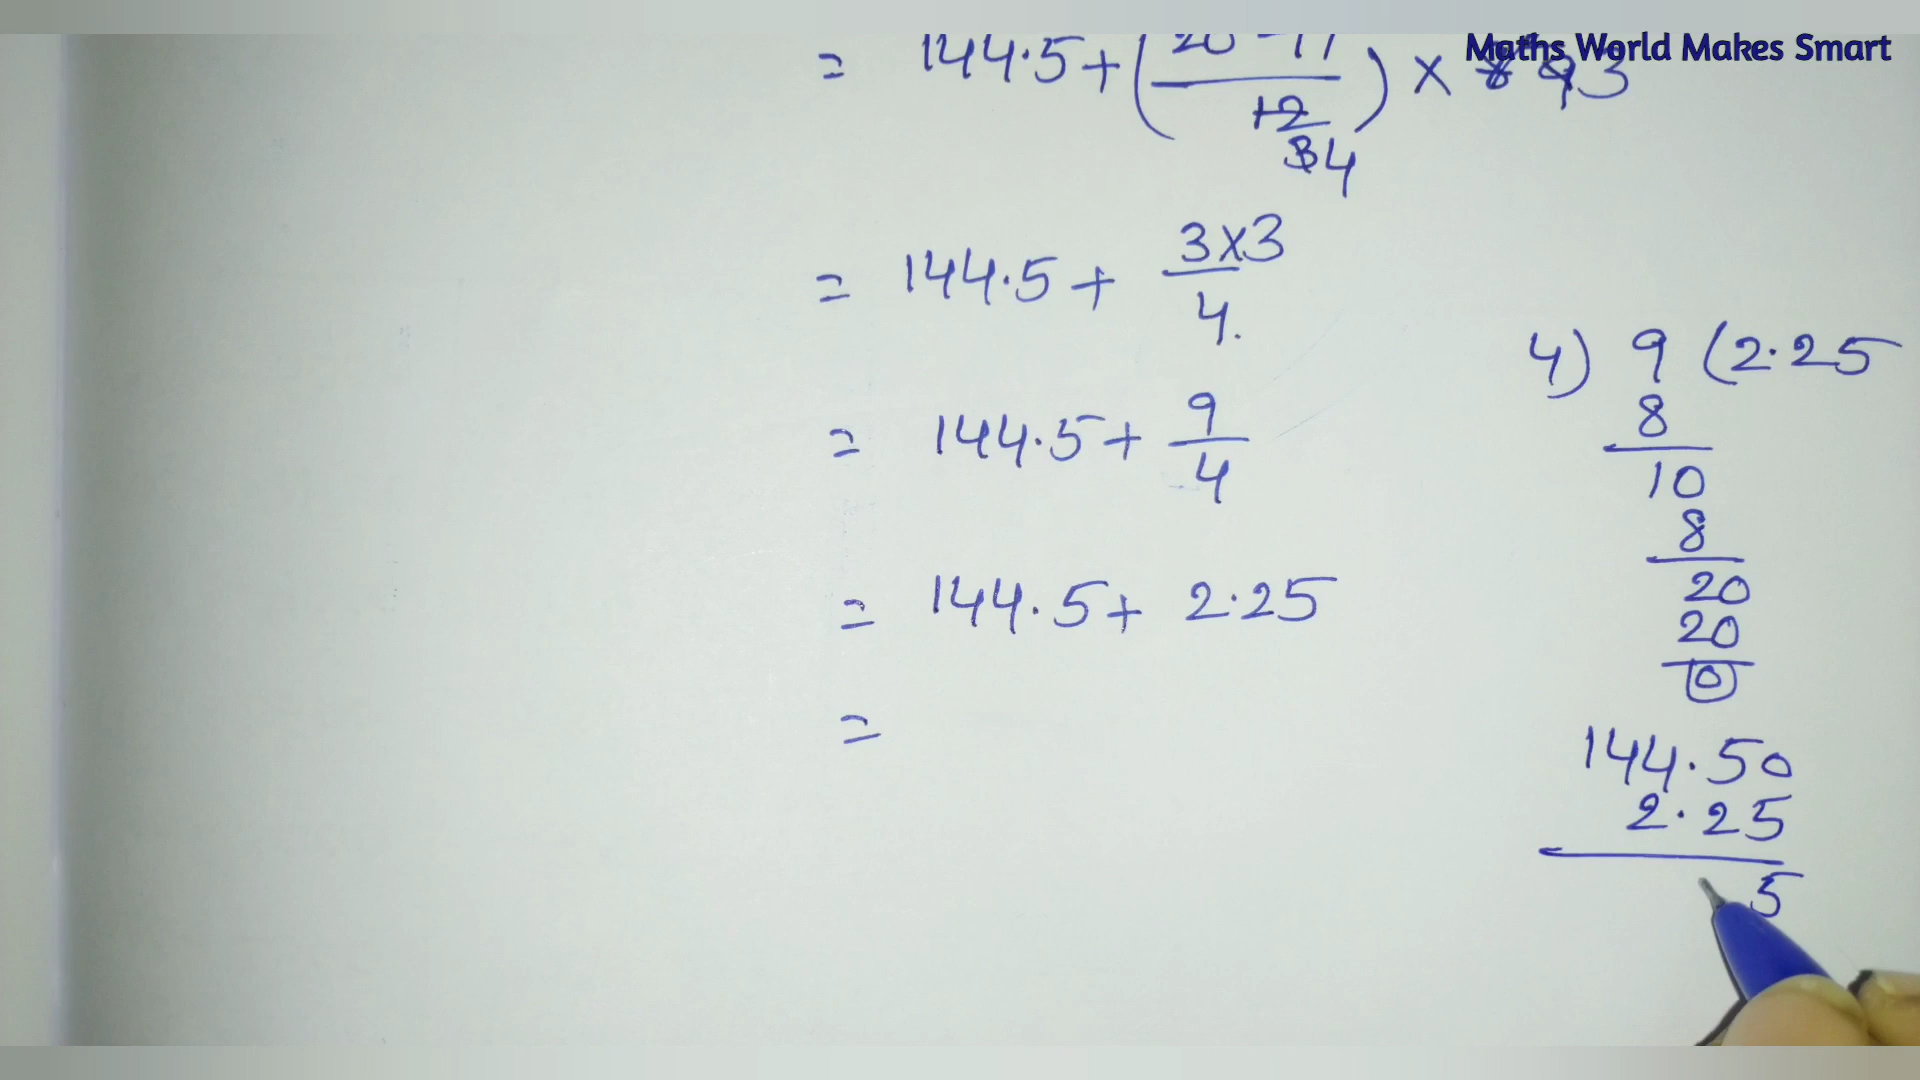 Maths World Makes Smart
= 144.5 + (20 - 17 / 12 4) × 9 3
= 144.5 + 3×3 / 4.
= 144.5 + 9/4
= 144.5 + 2.25
=
4) 9 (2.25
8
10
8
20
20
0
144.50
2.25
5